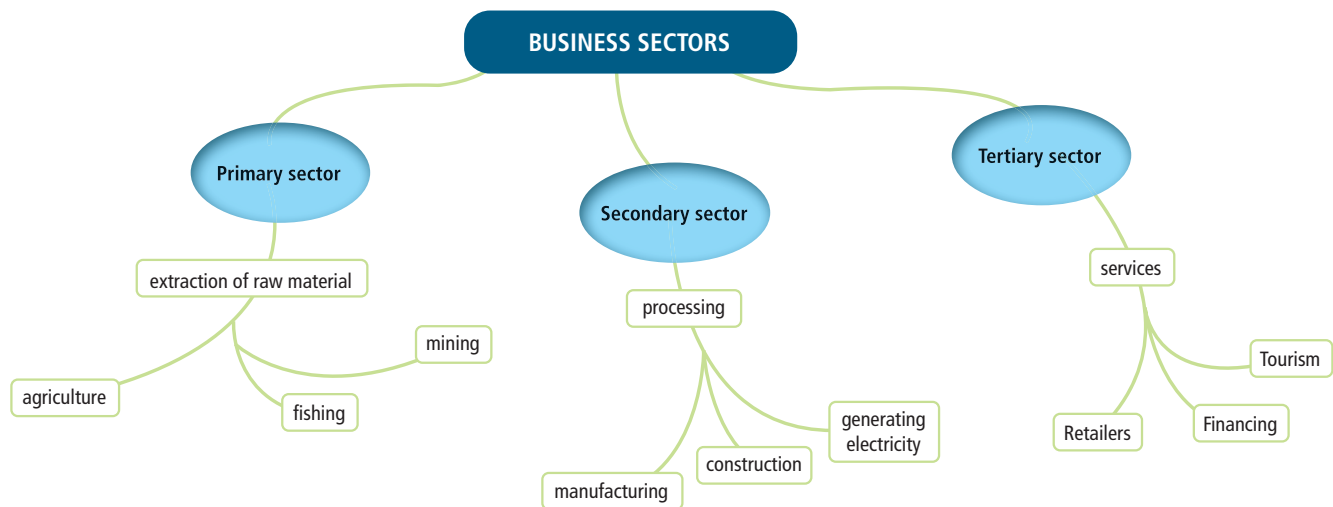 BUSINESS SECTORS
Primary sector
extraction of raw material
agriculture
fishing
mining
Secondary sector
processing
manufacturing
construction
generating
electricity
Tertiary sector
services
Retailers
Financing
Tourism